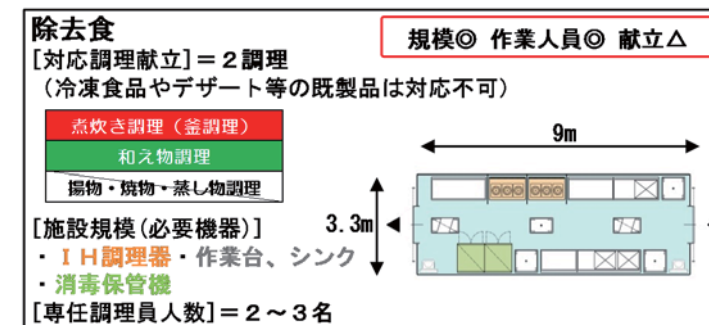 除去食
規模◎ 作業人員◎ 献立△
[対応調理献立]=2調理
(冷凍食品やデザート等の既製品は対応不可)
煮炊き調理(釜調理)
和え物調理
揚物・焼物・蒸し物調理
9m
3.3m
[施設規模(必要機器)]
・IH調理器・作業台、シンク
・消毒保管機
[専任調理員人数]=2~3名